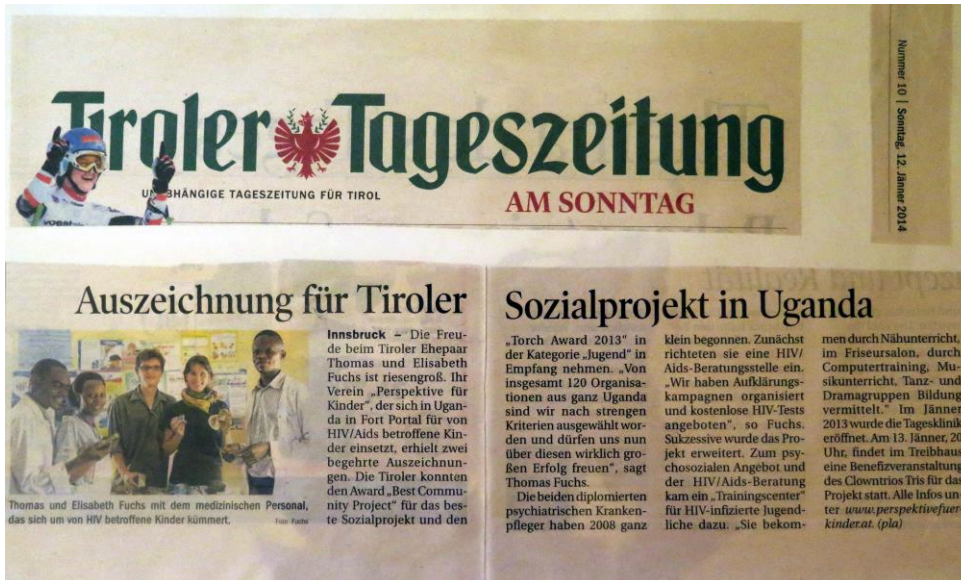 Tiroler Tageszeitung
UNABHÄNGIGE TAGESZEITUNG FÜR TIROL
AM SONNTAG
Nummer 10 | Sonntag, 12. Jänner 2014
Auszeichnung für Tiroler Sozialprojekt in Uganda
Thomas und Elisabeth Fuchs mit dem medizinischen Personal,
das sich um von HIV betroffene Kinder kümmert.
Foto: Fuchs
Innsbruck – Die Freu-
de beim Tiroler Ehepaar
Thomas und Elisabeth
Fuchs ist riesengroß. Ihr
Verein „Perspektive für
Kinder“, der sich in Ugan-
da in Fort Portal für von
HIV/Aids betroffene Kin-
der einsetzt, erhielt zwei
begehrte Auszeichnun-
gen. Die Tiroler konnten
den Award „Best Commu-
nity Project“ für das bes-
te Sozialprojekt und den
„Torch Award 2013“ in
der Kategorie „Jugend“ in
Empfang nehmen. „Von
insgesamt 120 Organisa-
tionen aus ganz Uganda
sind wir nach strengen
Kriterien ausgewählt wor-
den und dürfen uns nun
über diesen wirklich gro-
ßen Erfolg freuen“, sagt
Thomas Fuchs.
Die beiden diplomierten
psychiatrischen Kranken-
pfleger haben 2008 ganz
klein begonnen. Zunächst
richteten sie eine HIV/
Aids-Beratungsstelle ein.
„Wir haben Aufklärungs-
kampagnen organisiert
und kostenlose HIV-Tests
angeboten“, so Fuchs.
Sukzessive wurde das Pro-
jekt erweitert. Zum psy-
chosozialen Angebot und
der HIV/Aids-Beratung
kam ein „Trainingscenter“
für HIV-infizierte Jugend-
liche dazu. „Sie bekom-
men durch Nähunterricht,
im Friseursalon, durch
Computertraining, Mu-
sikunterricht, Tanz- und
Dramagruppen Bildung
vermittelt.“ Im Jänner
2013 wurde die Tagesklinik
eröffnet. Am 13. Jänner, 20
Uhr, findet im Treibhaus
eine Benefizveranstaltung
des Clowntrios Tris für das
Projekt statt. Alle Infos un-
ter www.perspektivefuer-
kinder.at. (pla)